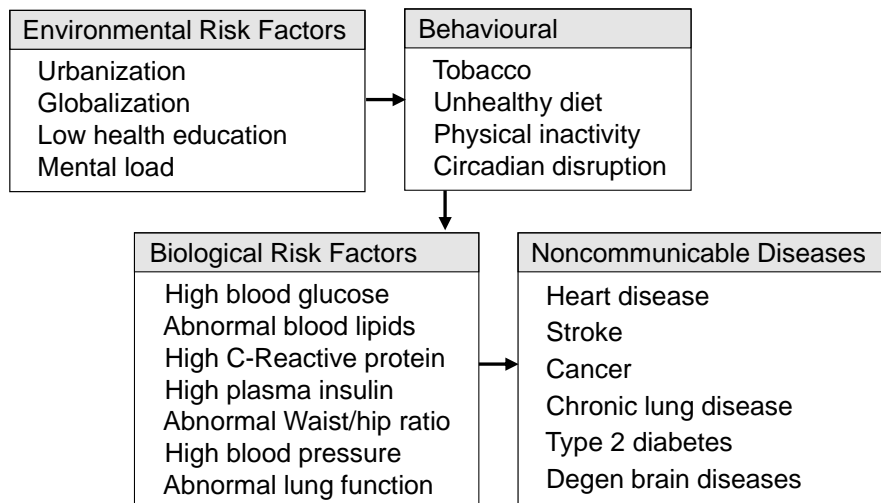 Environmental Risk Factors
Urbanization
Globalization
Low health education
Mental load
Behavioural
Tobacco
Unhealthy diet
Physical inactivity
Circadian disruption
Biological Risk Factors
High blood glucose
Abnormal blood lipids
High C-Reactive protein
High plasma insulin
Abnormal Waist/hip ratio
High blood pressure
Abnormal lung function
Noncommunicable Diseases
Heart disease
Stroke
Cancer
Chronic lung disease
Type 2 diabetes
Degen brain diseases